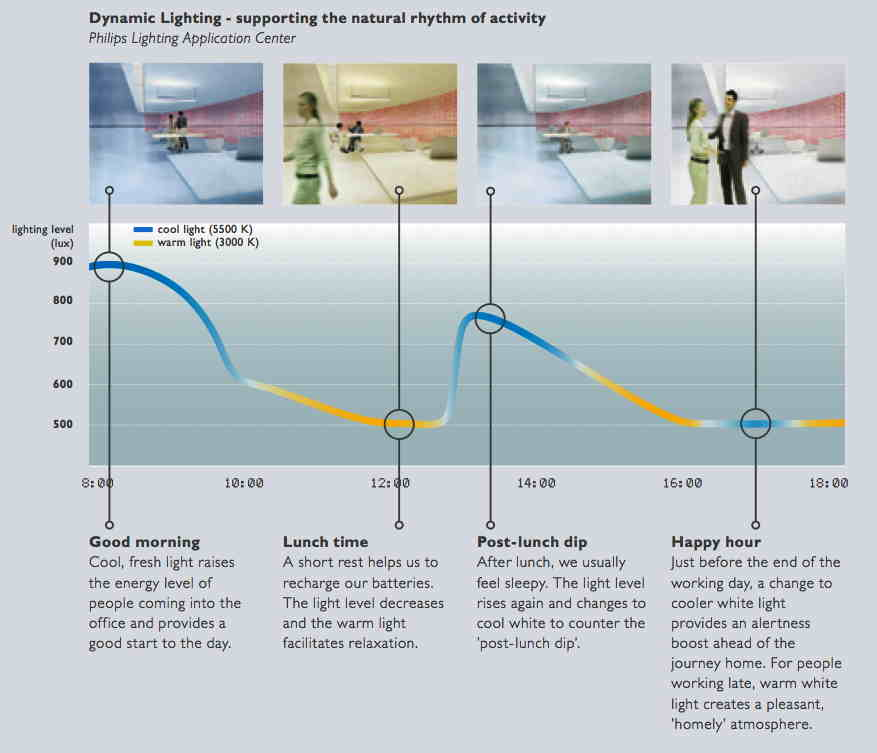 Dynamic Lighting - supporting the natural rhythm of activity
Philips Lighting Application Center
lighting level
(lux)
cool light (5500 K)
warm light (3000 K)
900
800
700
600
500
8:00 10:00 12:00 14:00 16:00 18:00
Good morning
Cool, fresh light raises
the energy level of
people coming into the
office and provides a
good start to the day.
Lunch time
A short rest helps us to
recharge our batteries.
The light level decreases
and the warm light
facilitates relaxation.
Post-lunch dip
After lunch, we usually
feel sleepy. The light level
rises again and changes to
cool white to counter the
'post-lunch dip'.
Happy hour
Just before the end of the
working day, a change to
cooler white light
provides an alertness
boost ahead of the
journey home. For people
working late, warm white
light creates a pleasant,
'homely' atmosphere.